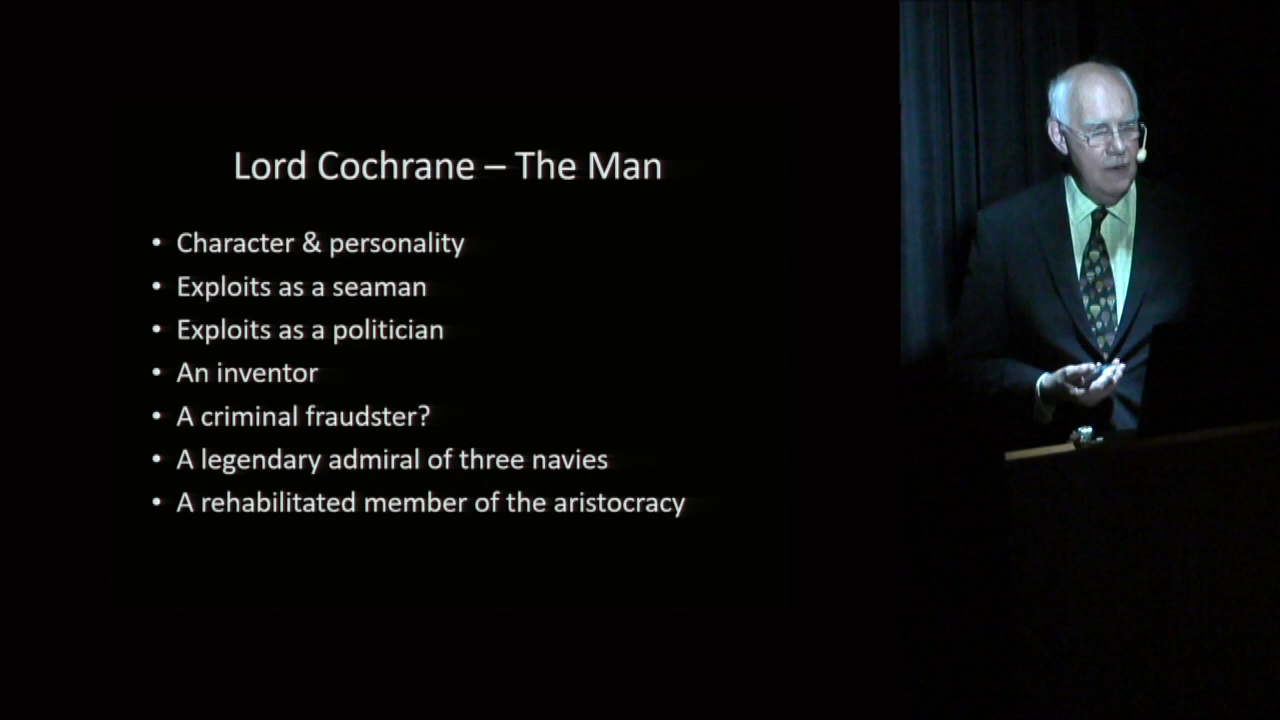 Lord Cochrane – The Man
• Character & personality
• Exploits as a seaman
• Exploits as a politician
• An inventor
• A criminal fraudster?
• A legendary admiral of three navies
• A rehabilitated member of the aristocracy